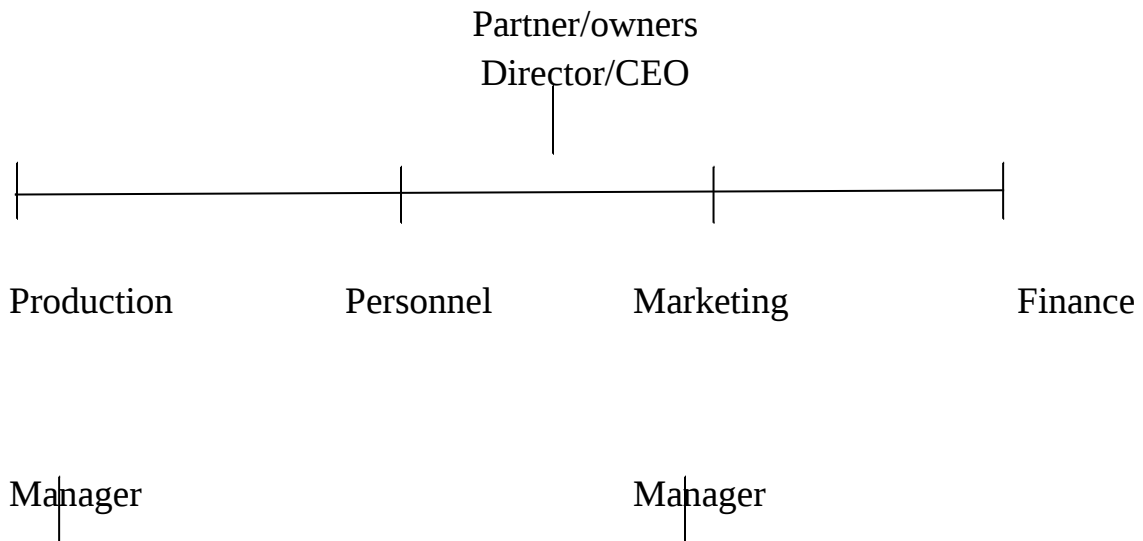 Partner/owners
Director/CEO
Production Personnel Marketing Finance
Manager Manager